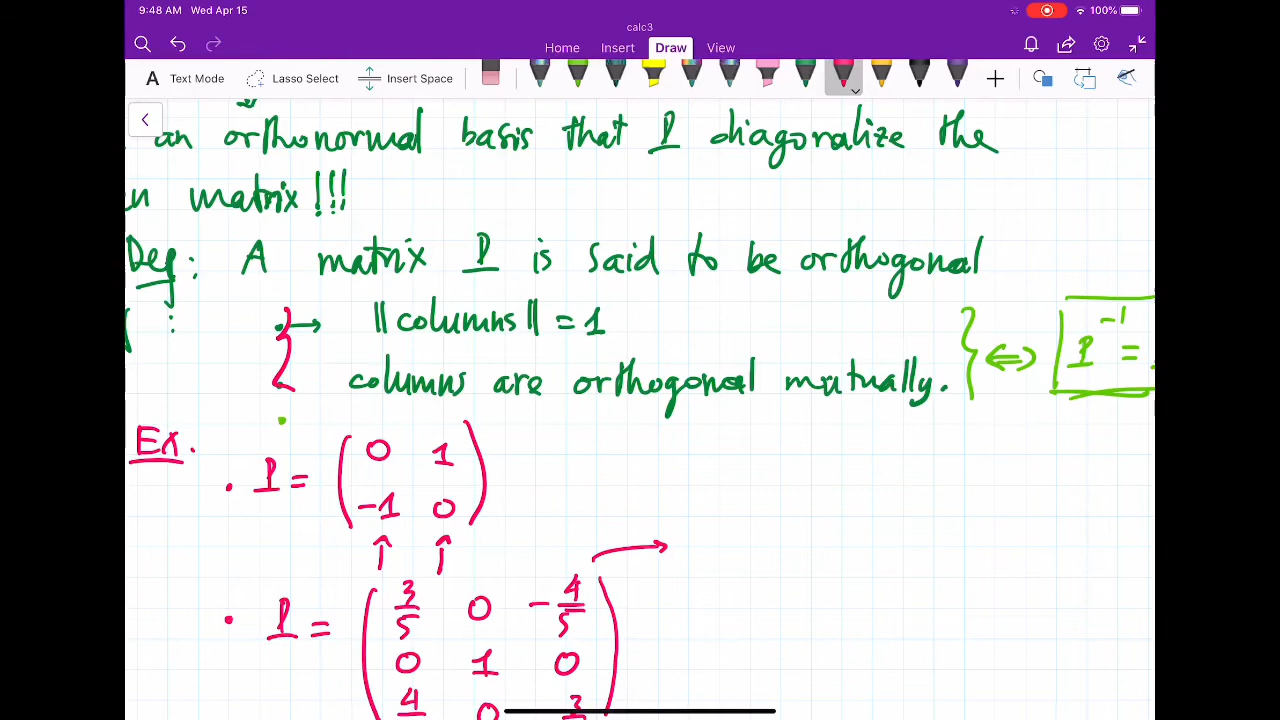 9:48 AM Wed Apr 15
100%
calc3
Home Insert Draw View
A Text Mode Lasso Select Insert Space
an orthonormal basis that P diagonalize the
n matrix!!!
Def: A matrix P is said to be orthogonal
:
→ ||columns|| = 1
columns are orthogonal mutually. } ⇔ P⁻¹ =
Ex.
• P = ( 0 1
-1 0 )
↑ ↑
• P = ( 3/5 0 -4/5 →
0 1 0
4 0 3